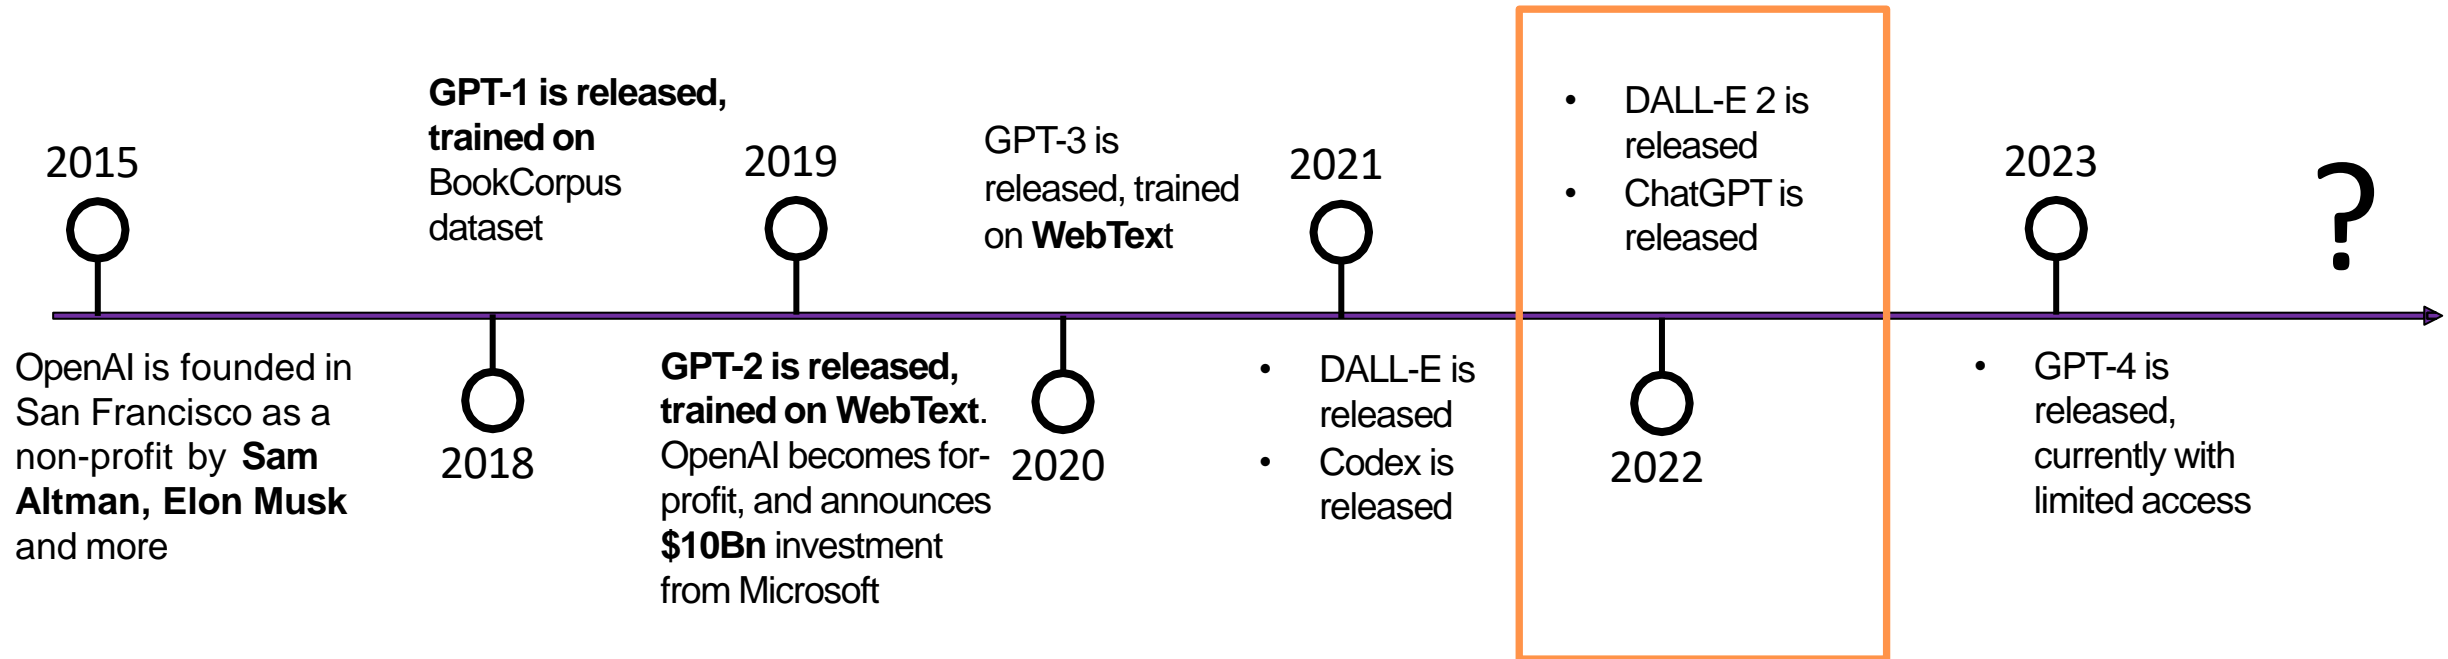 2015
OpenAI is founded in
San Francisco as a
non-profit by Sam
Altman, Elon Musk
and more
GPT-1 is released,
trained on
BookCorpus
dataset
2018
2019
GPT-2 is released,
trained on WebText.
OpenAI becomes for-
profit, and announces
$10Bn investment
from Microsoft
GPT-3 is
released, trained
on WebText
2020
2021
• DALL-E is
released
• Codex is
released
• DALL-E 2 is
released
• ChatGPT is
released
2022
2023
• GPT-4 is
released,
currently with
limited access
?